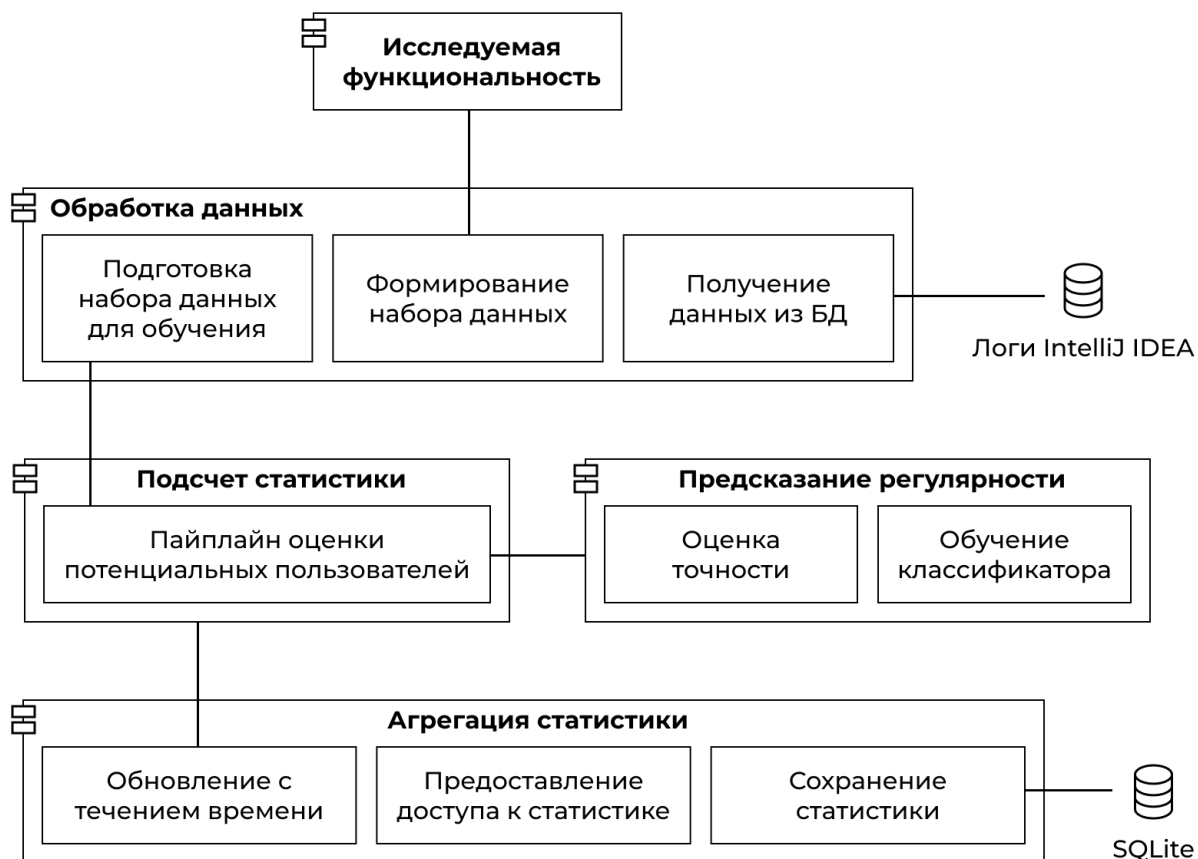 Исследуемая
функциональность
Обработка данных
Подготовка
набора данных
для обучения
Формирование
набора данных
Получение
данных из БД
Логи IntelliJ IDEA
Подсчет статистики
Пайплайн оценки
потенциальных пользователей
Предсказание регулярности
Оценка
точности
Обучение
классификатора
Агрегация статистики
Обновление с
течением времени
Предоставление
доступа к статистике
Сохранение
статистики
SQLite